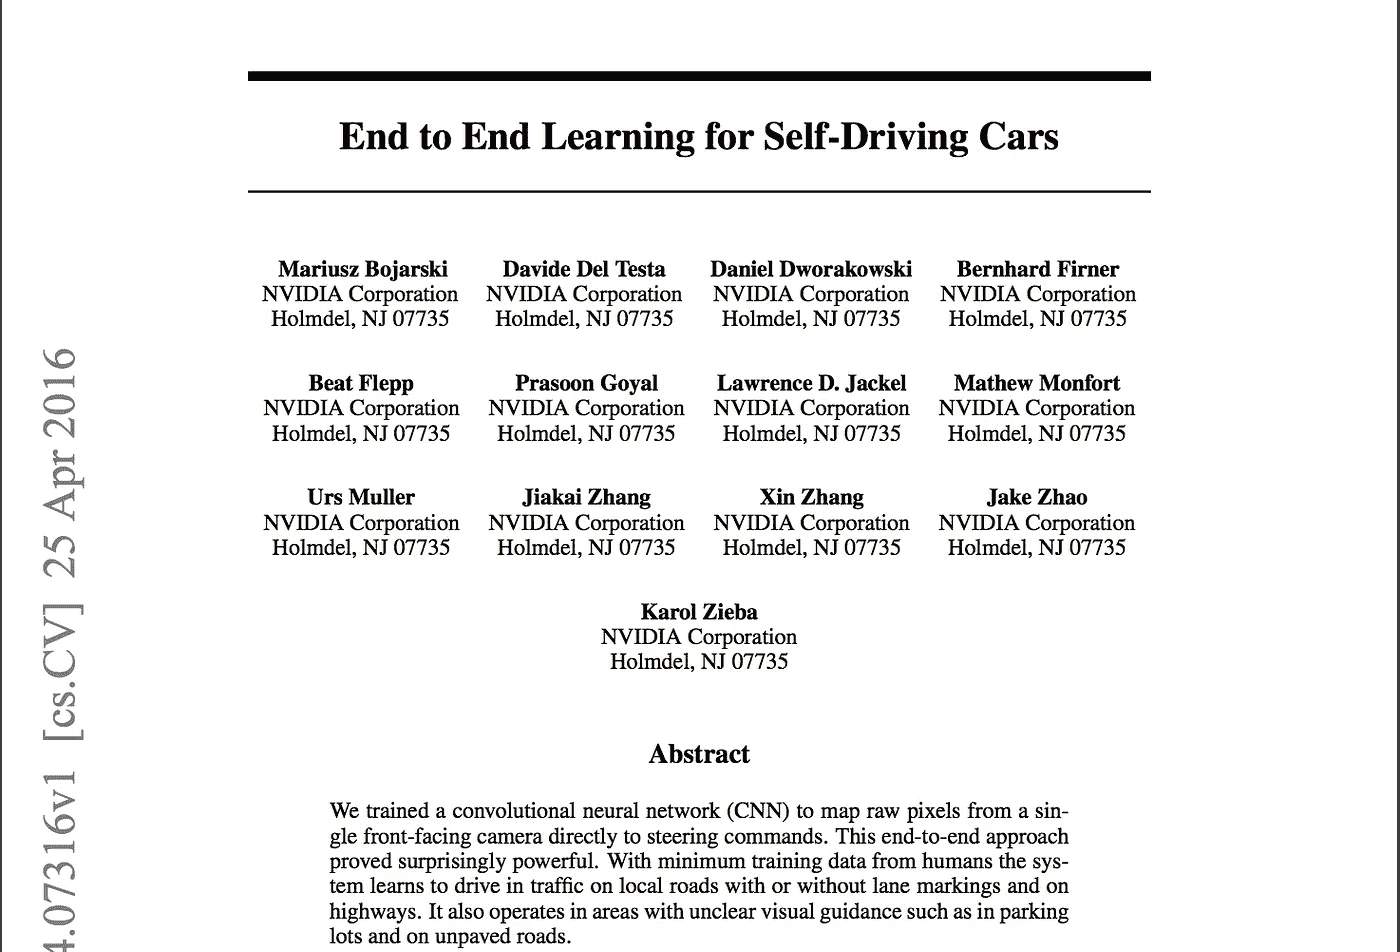 End to End Learning for Self-Driving Cars
Mariusz Bojarski
NVIDIA Corporation
Holmdel, NJ 07735
Davide Del Testa
NVIDIA Corporation
Holmdel, NJ 07735
Daniel Dworakowski
NVIDIA Corporation
Holmdel, NJ 07735
Bernhard Firner
NVIDIA Corporation
Holmdel, NJ 07735
Beat Flepp
NVIDIA Corporation
Holmdel, NJ 07735
Prasoon Goyal
NVIDIA Corporation
Holmdel, NJ 07735
Lawrence D. Jackel
NVIDIA Corporation
Holmdel, NJ 07735
Mathew Monfort
NVIDIA Corporation
Holmdel, NJ 07735
Urs Muller
NVIDIA Corporation
Holmdel, NJ 07735
Jiakai Zhang
NVIDIA Corporation
Holmdel, NJ 07735
Xin Zhang
NVIDIA Corporation
Holmdel, NJ 07735
Jake Zhao
NVIDIA Corporation
Holmdel, NJ 07735
Karol Zieba
NVIDIA Corporation
Holmdel, NJ 07735
Abstract
We trained a convolutional neural network (CNN) to map raw pixels from a sin-
gle front-facing camera directly to steering commands. This end-to-end approach
proved surprisingly powerful. With minimum training data from humans the sys-
tem learns to drive in traffic on local roads with or without lane markings and on
highways. It also operates in areas with unclear visual guidance such as in parking
lots and on unpaved roads.
4.07316v1 [cs.CV] 25 Apr 2016